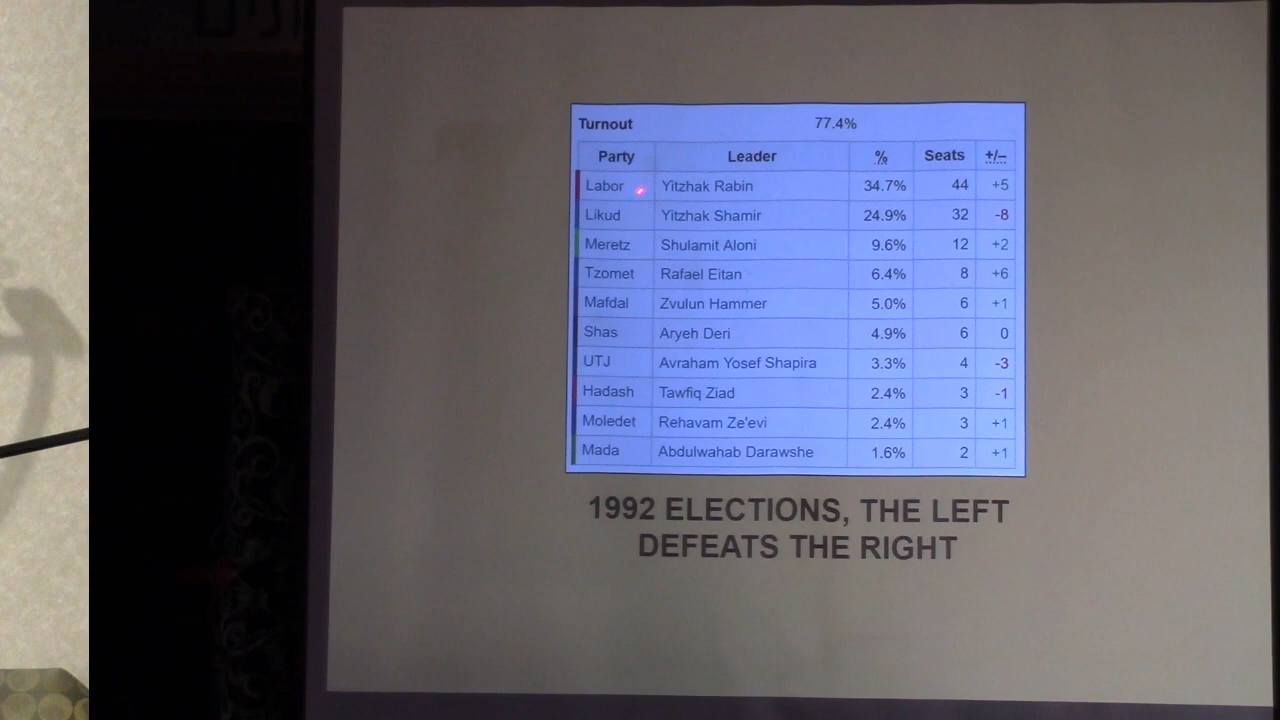 Turnout 77.4%
Party Leader % Seats +/–
Labor Yitzhak Rabin 34.7% 44 +5
Likud Yitzhak Shamir 24.9% 32 -8
Meretz Shulamit Aloni 9.6% 12 +2
Tzomet Rafael Eitan 6.4% 8 +6
Mafdal Zvulun Hammer 5.0% 6 +1
Shas Aryeh Deri 4.9% 6 0
UTJ Avraham Yosef Shapira 3.3% 4 -3
Hadash Tawfiq Ziad 2.4% 3 -1
Moledet Rehavam Ze'evi 2.4% 3 +1
Mada Abdulwahab Darawshe 1.6% 2 +1
1992 ELECTIONS, THE LEFT
DEFEATS THE RIGHT